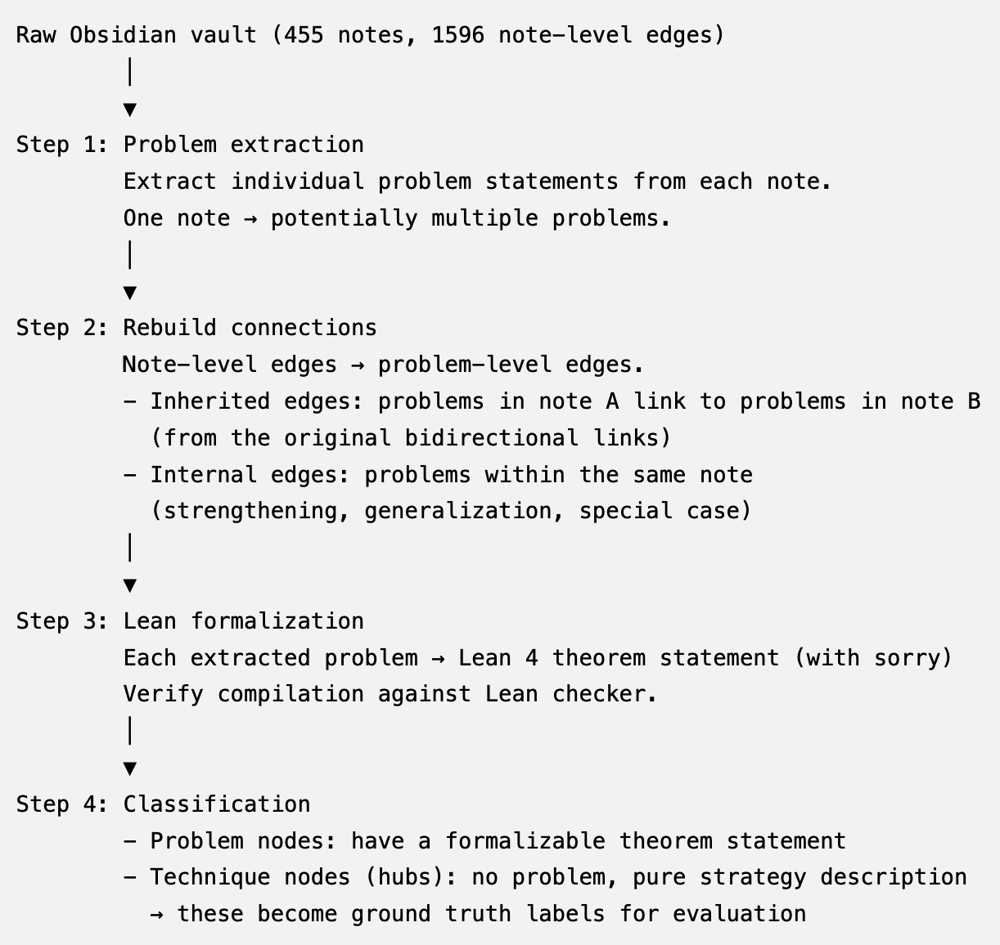 Raw Obsidian vault (455 notes, 1596 note-level edges)
│
▼
Step 1: Problem extraction
Extract individual problem statements from each note.
One note → potentially multiple problems.
│
▼
Step 2: Rebuild connections
Note-level edges → problem-level edges.
- Inherited edges: problems in note A link to problems in note B
(from the original bidirectional links)
- Internal edges: problems within the same note
(strengthening, generalization, special case)
│
▼
Step 3: Lean formalization
Each extracted problem → Lean 4 theorem statement (with sorry)
Verify compilation against Lean checker.
│
▼
Step 4: Classification
- Problem nodes: have a formalizable theorem statement
- Technique nodes (hubs): no problem, pure strategy description
→ these become ground truth labels for evaluation